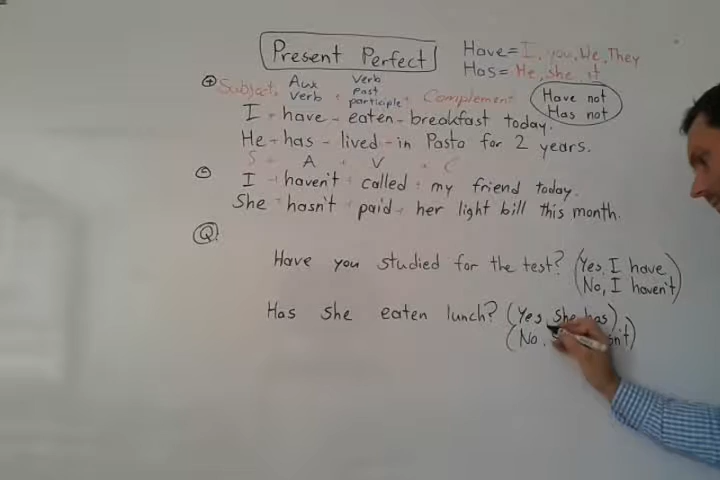 Present Perfect
Have = I, you, We, They
Has = He, she, it
+ Subject + Aux Verb + Verb Past participle + Complement
Have not
Has not
I - have - eaten - breakfast today.
He - has - lived - in Pasto for 2 years.
S + A + V + C
- I + haven't + called + my friend today.
She + hasn't + paid + her light bill this month.
Q
Have you studied for the test? (Yes, I have
(No, I haven't)
Has she eaten lunch? (Yes, she has)
(No,